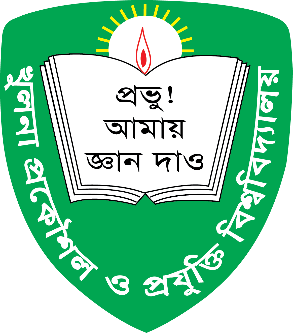 প্রভু!
আমায়
জ্ঞান দাও
খুলনা প্রকৌশল ও প্রযুক্তি বিশ্ববিদ্যালয়